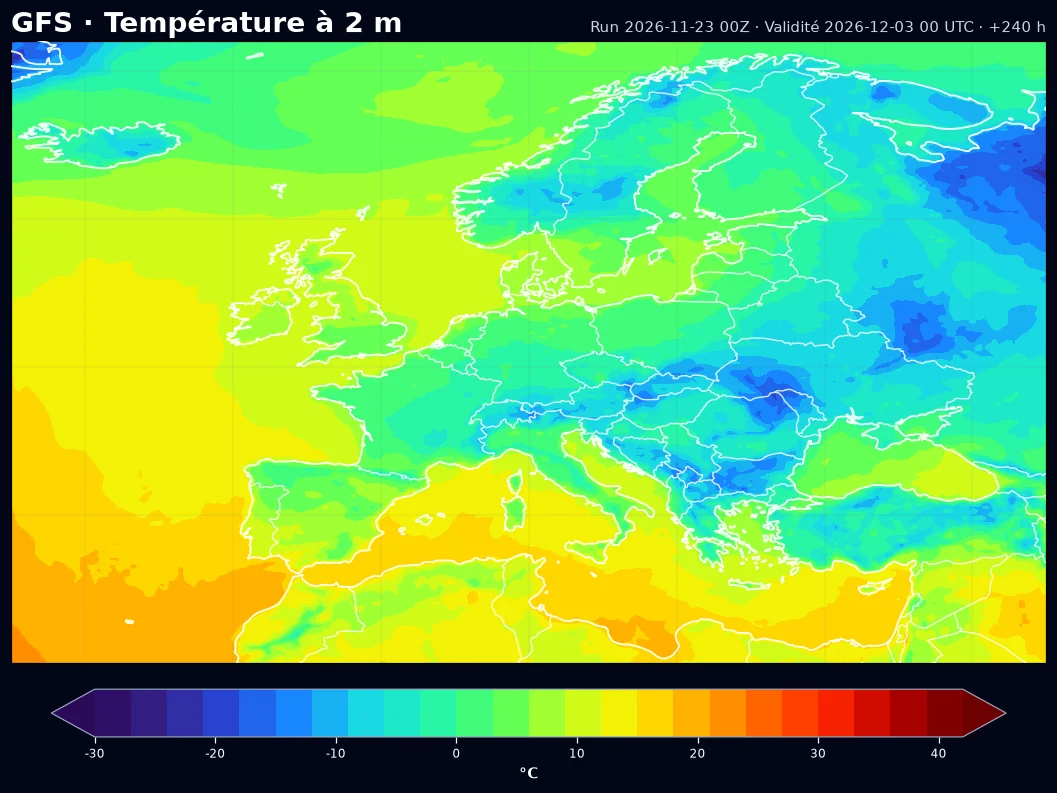 GFS · Température à 2 m
Run 2026-11-23 00Z · Validité 2026-12-03 00 UTC · +240 h
-30 -20 -10 0 10 20 30 40
°C